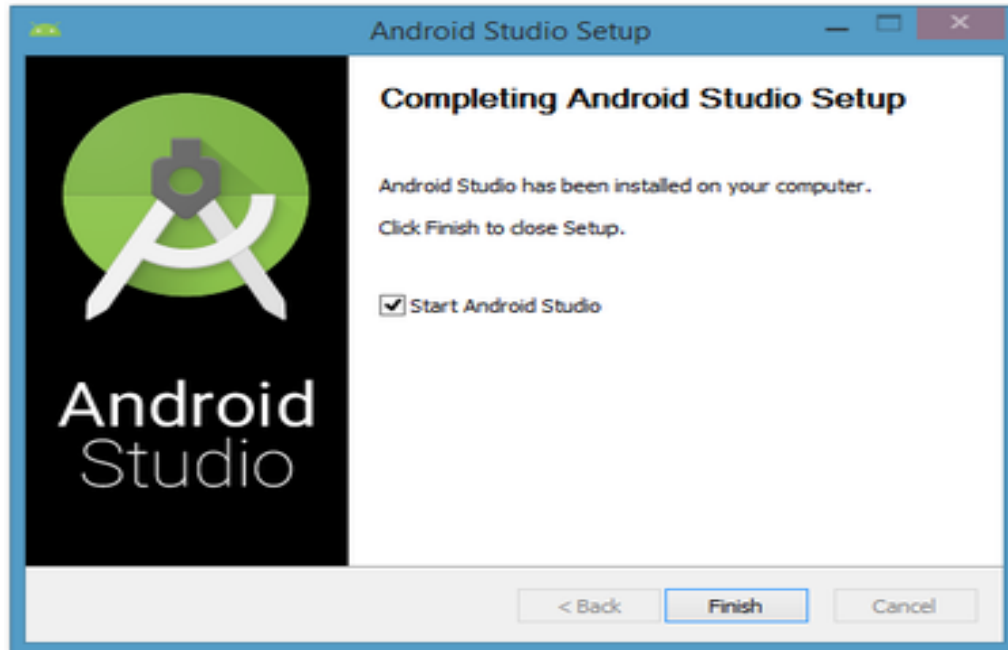 Android Studio Setup
Completing Android Studio Setup
Android Studio has been installed on your computer.
Click Finish to close Setup.
Start Android Studio
Android
Studio
< Back
Finish
Cancel